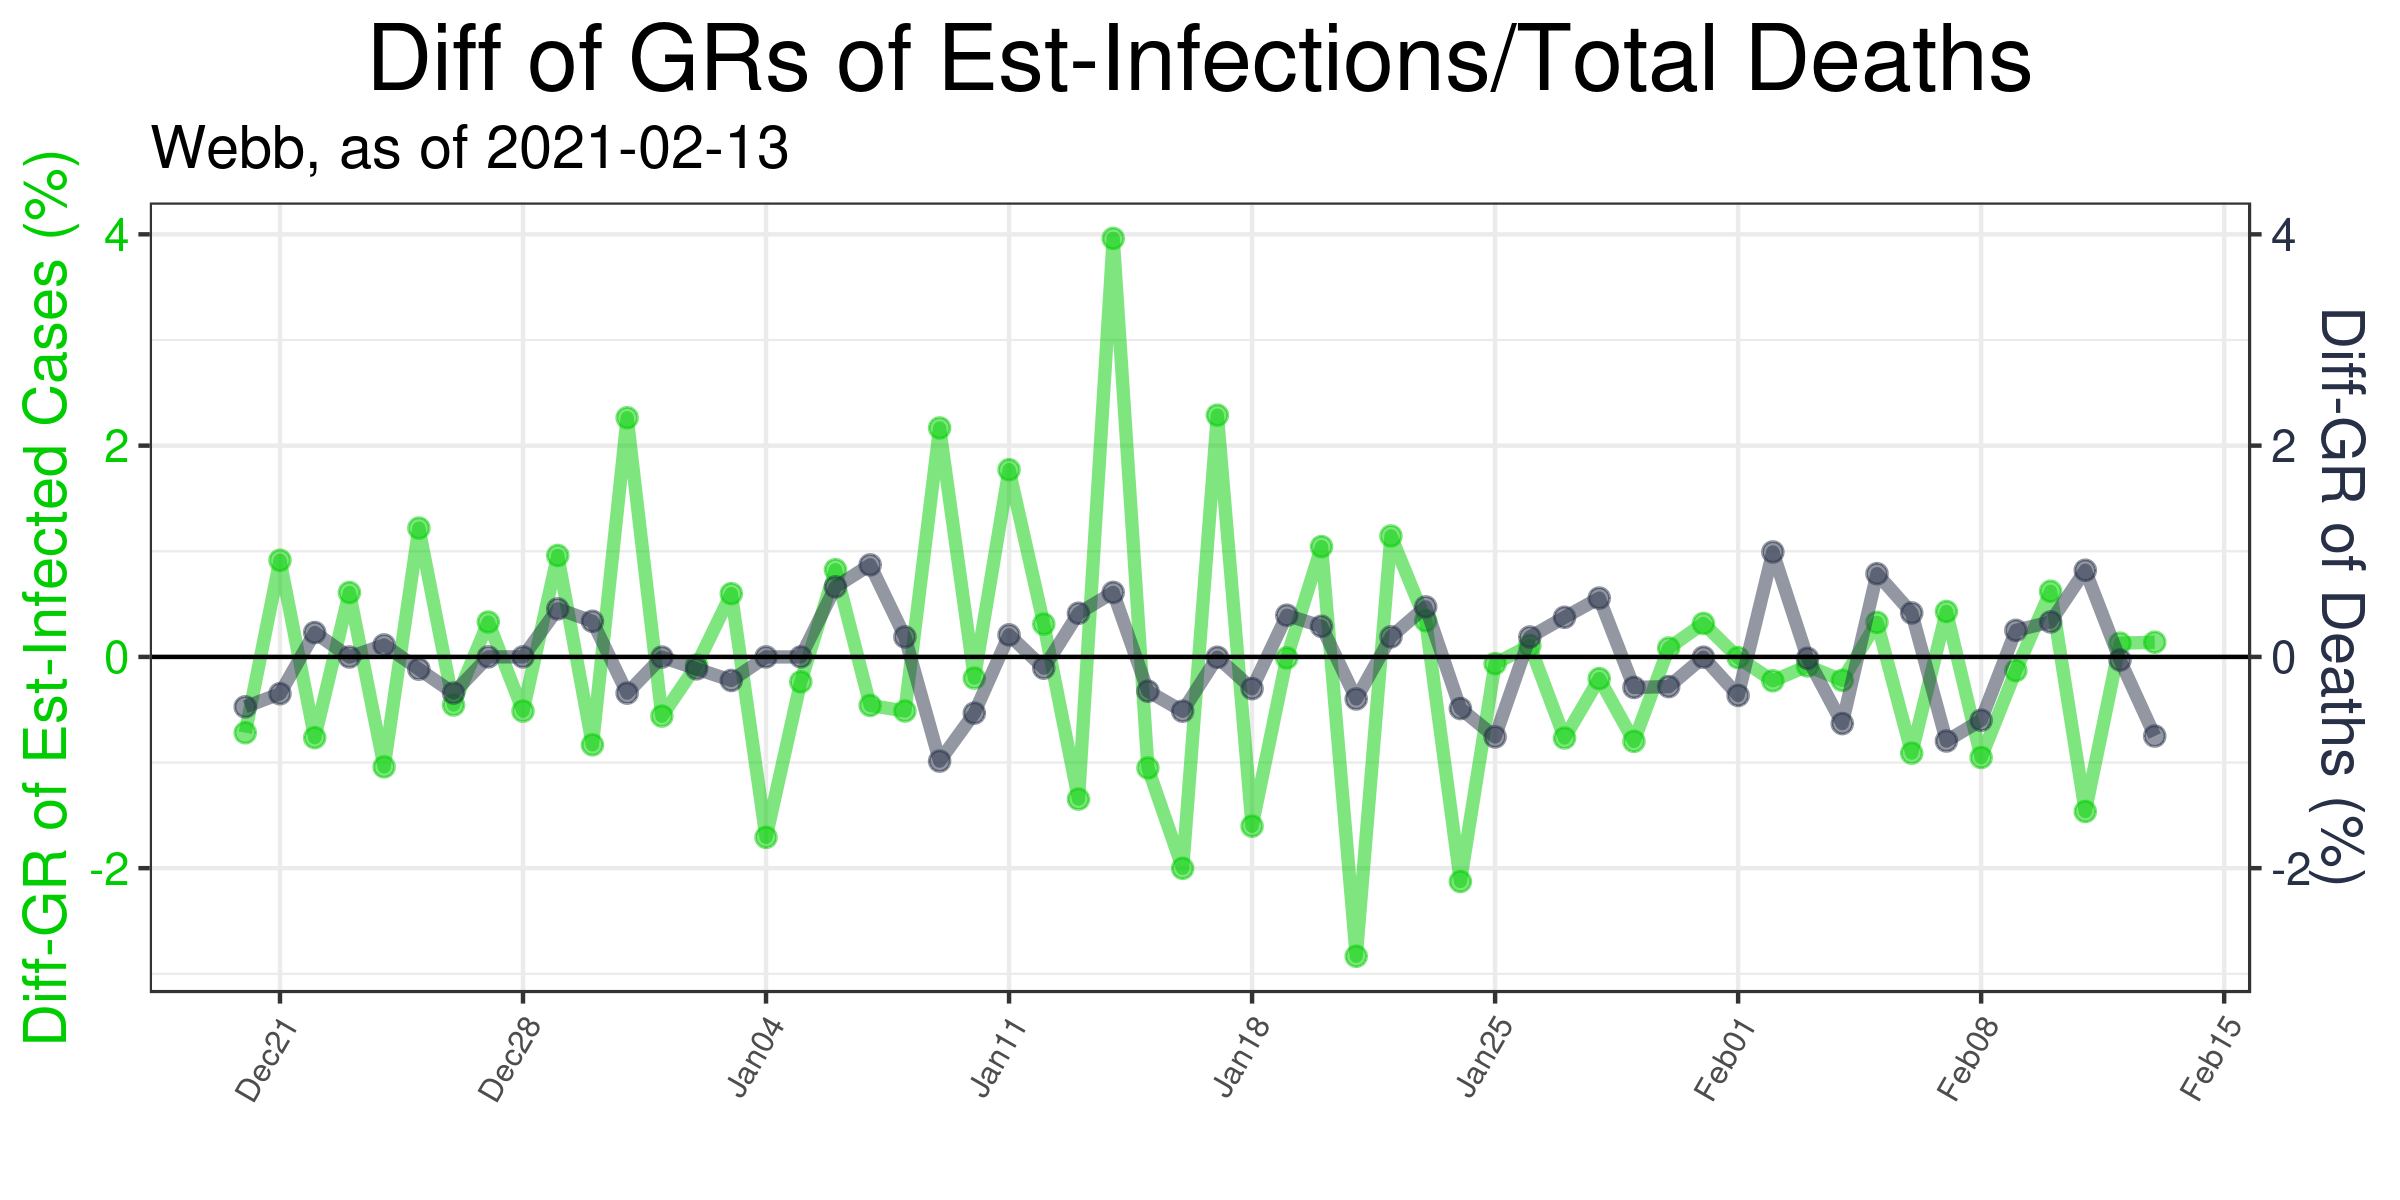 Diff of GRs of Est-Infections/Total Deaths
Webb, as of 2021-02-13
Diff-GR of Est-Infected Cases (%)
4
2
0
-2
4
2
0
-2
Diff-GR of Deaths (%)
Dec21
Dec28
Jan04
Jan11
Jan18
Jan25
Feb01
Feb08
Feb15